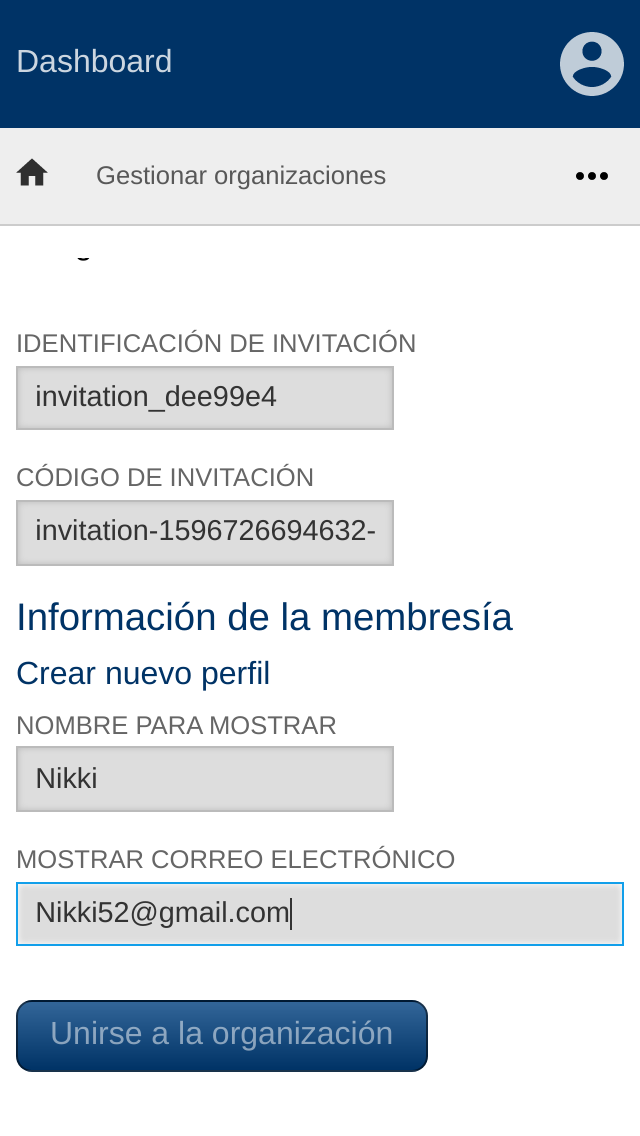 Dashboard
Gestionar organizaciones
IDENTIFICACIÓN DE INVITACIÓN
invitation_dee99e4
CÓDIGO DE INVITACIÓN
invitation-1596726694632-
Información de la membresía
Crear nuevo perfil
NOMBRE PARA MOSTRAR
Nikki
MOSTRAR CORREO ELECTRÓNICO
Nikki52@gmail.com
Unirse a la organización